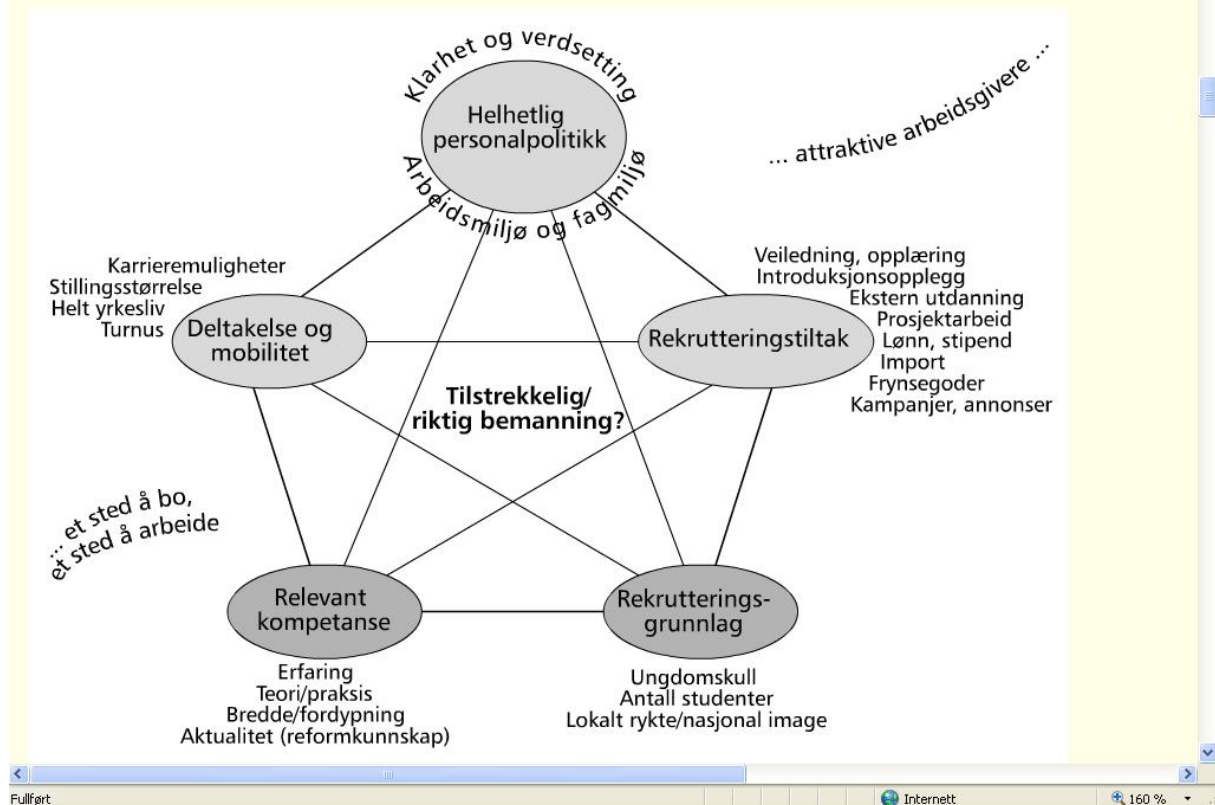 Klarhet og verdsetting
Helhetlig
personalpolitikk
Arbeidsmiljø og fagmiljø
... attraktive arbeidsgivere ...
Karrieremuligheter
Stillingsstørrelse
Helt yrkesliv
Turnus
Deltakelse og
mobilitet
Veiledning, opplæring
Introduksjonsopplegg
Ekstern utdanning
Prosjektarbeid
Lønn, stipend
Import
Frynsegoder
Kampanjer, annonser
Rekrutteringstiltak
Tilstrekkelig/
riktig bemanning?
... et sted å bo,
et sted å arbeide
Relevant
kompetanse
Erfaring
Teori/praksis
Bredde/fordypning
Aktualitet (reformkunnskap)
Rekrutterings-
grunnlag
Ungdomskull
Antall studenter
Lokalt rykte/nasjonal image
Fullført
Internett
160 %